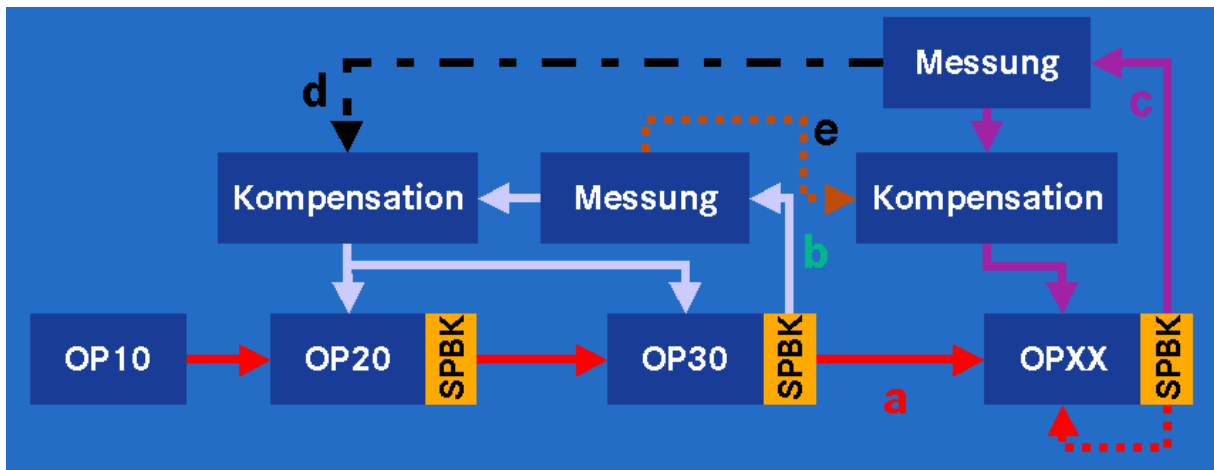 Messung
d
c
e
Kompensation
Messung
Kompensation
b
OP10
OP20
SPBK
OP30
SPBK
OPXX
SPBK
a